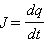 J = dq/dt